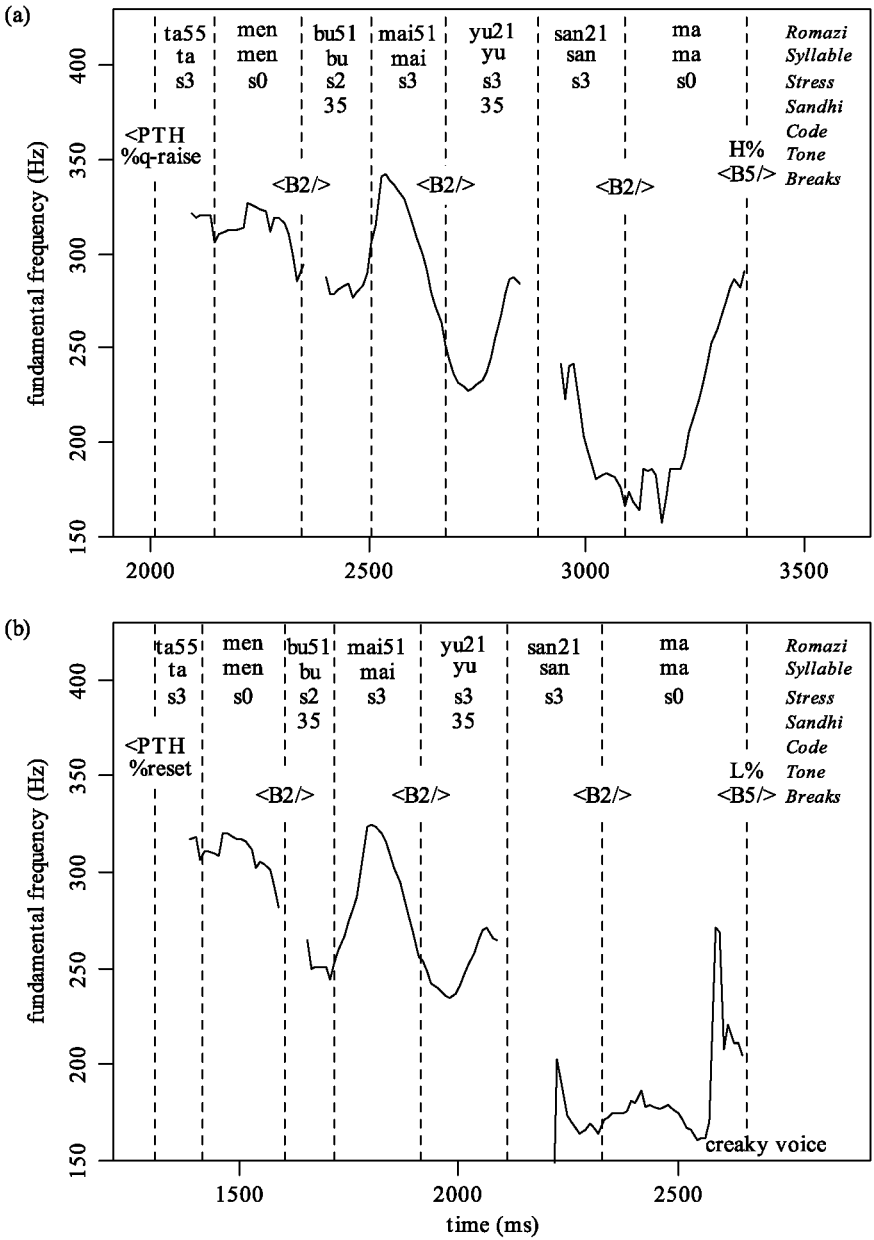 (a)
ta55 men bu51 mai51 yu21 san21 ma Romazi
ta men bu mai yu san ma Syllable
s3 s0 s2 s3 s3 s3 s0 Stress
35 35 Sandhi
<PTH Code
%q-raise H% Tone
<B2/> <B2/> <B2/> <B5/> Breaks
fundamental frequency (Hz)
400
350
300
250
200
150
2000 2500 3000 3500
(b)
ta55 men bu51 mai51 yu21 san21 ma Romazi
ta men bu mai yu san ma Syllable
s3 s0 s2 s3 s3 s3 s0 Stress
35 35 Sandhi
<PTH Code
%reset L% Tone
<B2/> <B2/> <B2/> <B5/> Breaks
fundamental frequency (Hz)
400
350
300
250
200
150
creaky voice
1500 2000 2500
time (ms)